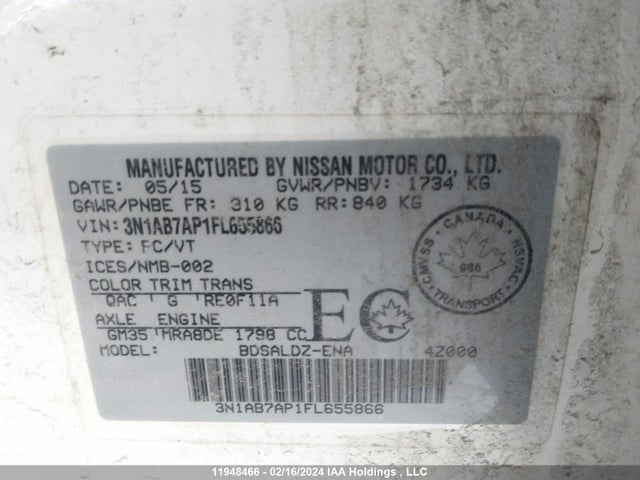 MANUFACTURED BY NISSAN MOTOR CO., LTD.
DATE: 05/15 GVWR/PNBV: 1734 KG
GAWR/PNBE FR: 310 KG RR: 840 KG
VIN: 3N1AB7AP1FL655866
TYPE: PC/VT
ICES/NMB-002
COLOR TRIM TRANS
QAC G RE0F11A
AXLE ENGINE
GM35 MRA8DE 1798 CC
MODEL: BDSALDZ-ENA 4Z000
EC
CANADA
CMVSS NSVAC
TRANSPORT
3N1AB7AP1FL655866
11948466 - 02/16/2024 IAA Holdings , LLC